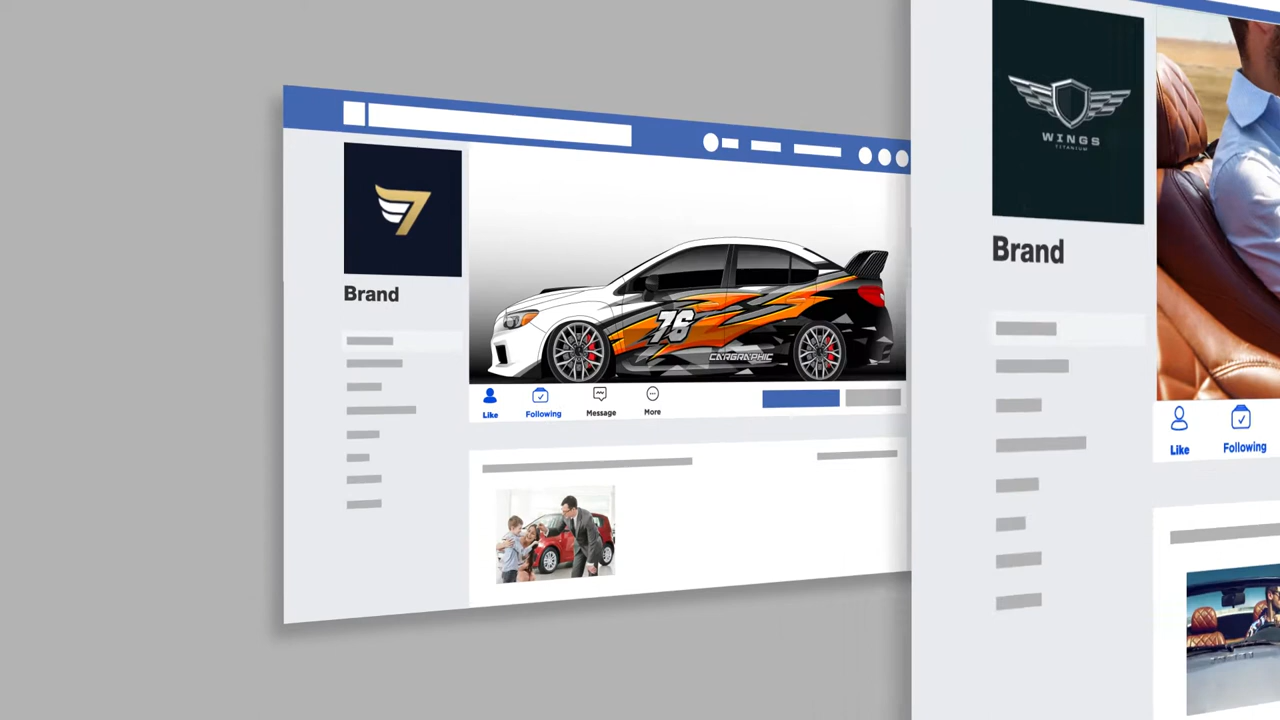 Brand
76
CARGRAPHIC
Like
Following
Message
More
WINGS
TITANIUM
Brand
Like
Following